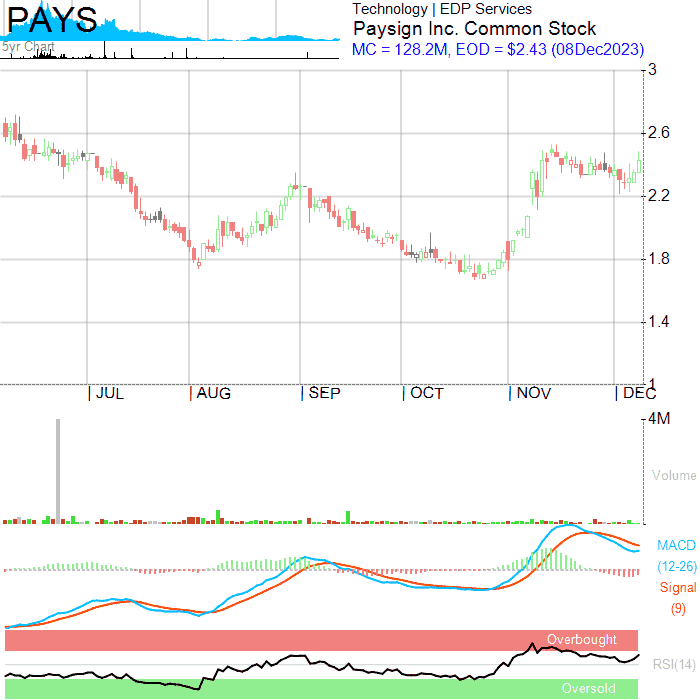 PAYS
5yr Chart
Technology | EDP Services
Paysign Inc. Common Stock
MC = 128.2M, EOD = $2.43 (08Dec2023)
3
2.6
2.2
1.8
1.4
1
| JUL | AUG | SEP | OCT | NOV | DEC
4M
Volume
MACD
(12-26)
Signal
(9)
Overbought
RSI(14)
Oversold